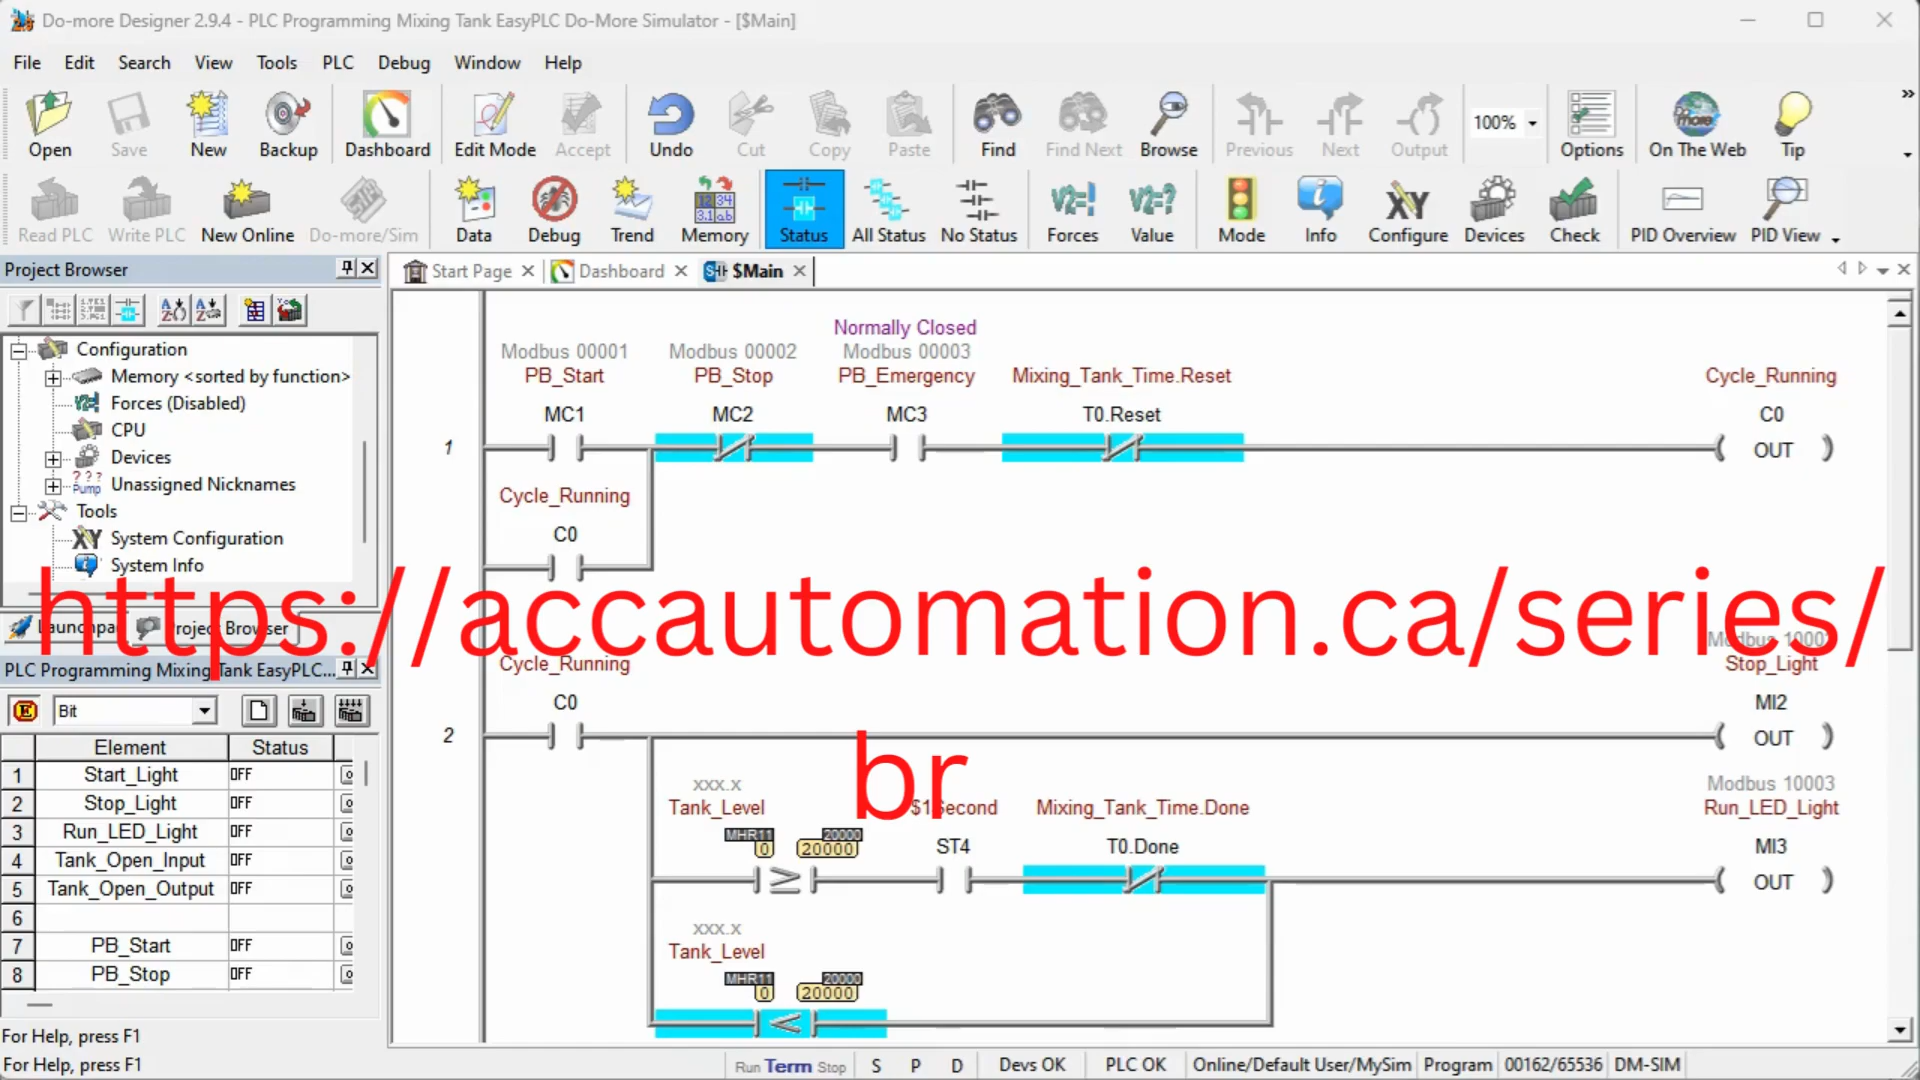 Do-more Designer 2.9.4 - PLC Programming Mixing Tank EasyPLC Do-More Simulator - [$Main]
File Edit Search View Tools PLC Debug Window Help
Open Save New Backup Dashboard Edit Mode Accept Undo Cut Copy Paste Find Find Next Browse Previous Next Output 100% Options On The Web Tip
Read PLC Write PLC New Online Do-more/Sim Data Debug Trend Memory Status All Status No Status Forces Value Mode Info Configure Devices Check PID Overview PID View
Project Browser
Start Page Dashboard $Main
Configuration
Memory <sorted by function>
Forces (Disabled)
CPU
Devices
Unassigned Nicknames
Tools
System Configuration
System Info
Project Browser
Normally Closed
Modbus 00001 Modbus 00002 Modbus 00003
PB_Start PB_Stop PB_Emergency Mixing_Tank_Time.Reset Cycle_Running
MC1 MC2 MC3 T0.Reset C0
1 OUT
Cycle_Running
C0
https://accautomation.ca/series/
br
Cycle_Running Stop_Light
C0 MI2
2 OUT
xxx.x Modbus 10003
Tank_Level Mixing_Tank_Time.Done Run_LED_Light
MHR11 20000 ST4 T0.Done MI3
0 20000 ≥ OUT
xxx.x
Tank_Level
MHR11 20000
0 20000
<
PLC Programming Mixing Tank EasyPLC...
Bit
Element Status
1 Start_Light OFF
2 Stop_Light OFF
3 Run_LED_Light OFF
4 Tank_Open_Input OFF
5 Tank_Open_Output OFF
6
7 PB_Start OFF
8 PB_Stop OFF
For Help, press F1
For Help, press F1
Run Term Stop S P D Devs OK PLC OK Online/Default User/MySim Program 00162/65536 DM-SIM